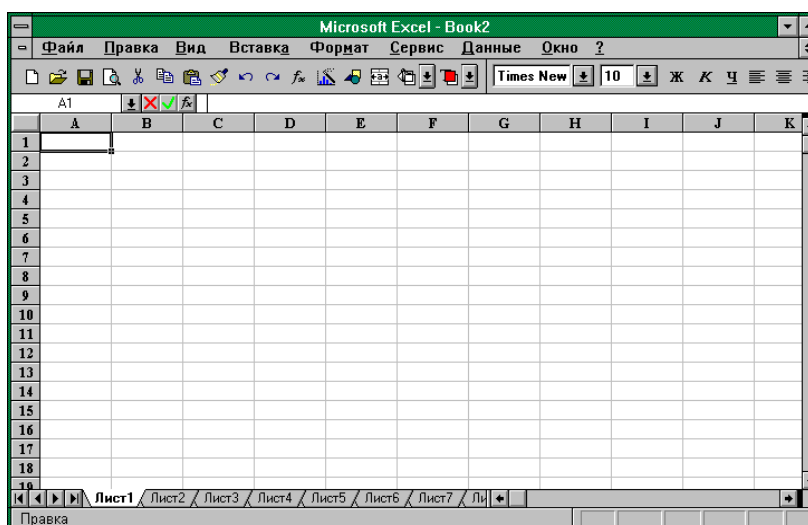 Microsoft Excel - Book2
Файл Правка Вид Вставка Формат Сервис Данные Окно ?
Times New 10 Ж К Ч
A1 fx
A B C D E F G H I J K
1
2
3
4
5
6
7
8
9
10
11
12
13
14
15
16
17
18
19
Лист1 Лист2 Лист3 Лист4 Лист5 Лист6 Лист7
Правка